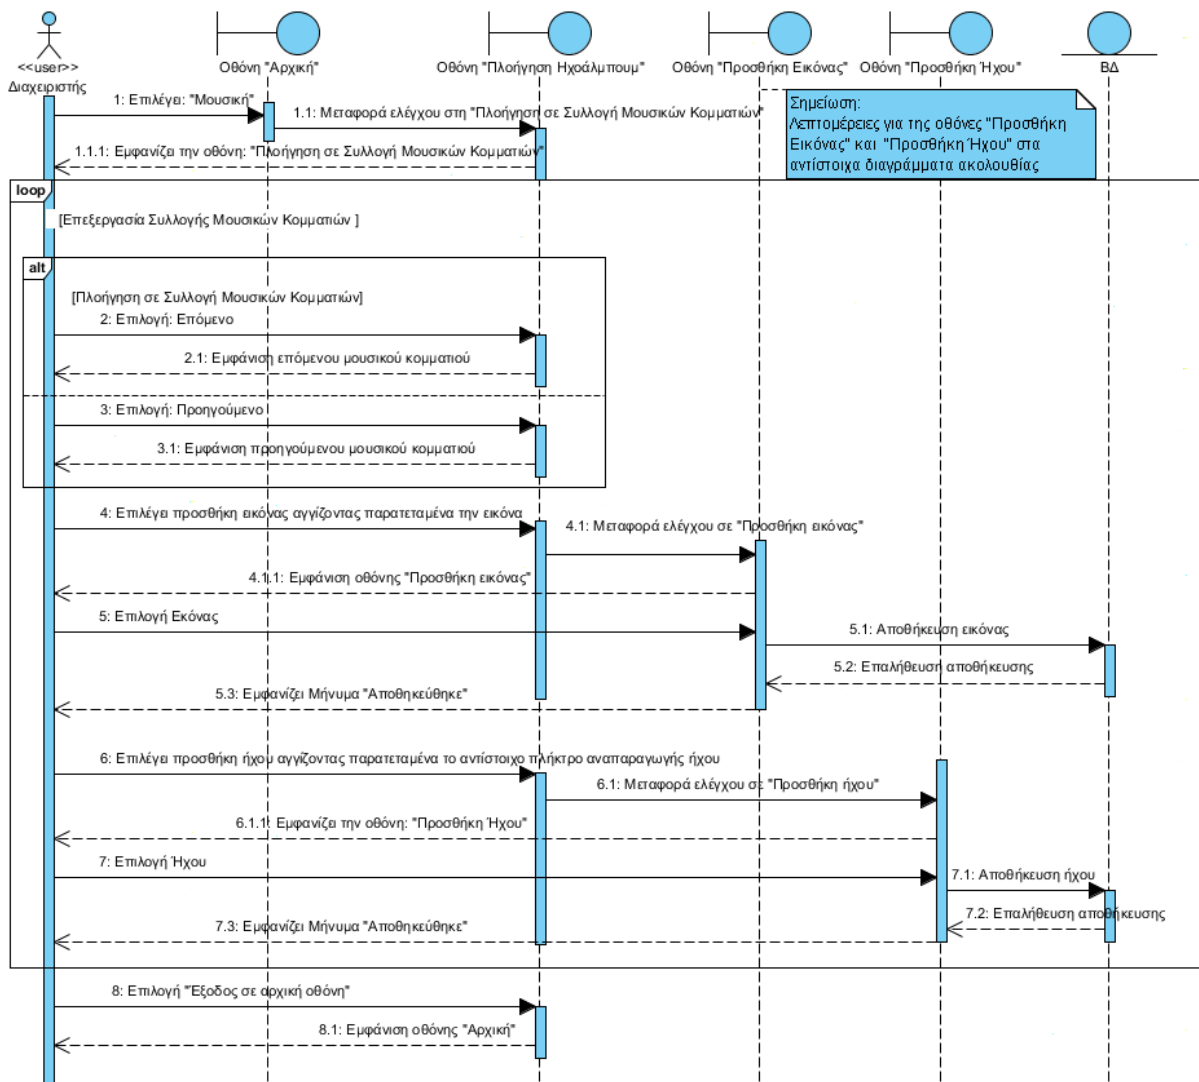 <<user>>
Διαχειριστής
Οθόνη "Αρχική"
Οθόνη "Πλοήγηση Ηχοάλμπουμ"
Οθόνη "Προσθήκη Εικόνας"
Οθόνη "Προσθήκη Ήχου"
ΒΔ
Σημείωση:
Λεπτομέρειες για της οθόνες "Προσθήκη
Εικόνας" και "Προσθήκη Ήχου" στα
αντίστοιχα διαγράμματα ακολουθίας
1: Επιλέγει: "Μουσική"
1.1: Μεταφορά ελέγχου στη "Πλοήγηση σε Συλλογή Μουσικών Κομματιών"
1.1.1: Εμφανίζει την οθόνη: "Πλοήγηση σε Συλλογή Μουσικών Κομματιών"
loop
[Επεξεργασία Συλλογής Μουσικών Κομματιών ]
alt
[Πλοήγηση σε Συλλογή Μουσικών Κομματιών]
2: Επιλογή: Επόμενο
2.1: Εμφάνιση επόμενου μουσικού κομματιού
3: Επιλογή: Προηγούμενο
3.1: Εμφάνιση προηγούμενου μουσικού κομματιού
4: Επιλέγει προσθήκη εικόνας αγγίζοντας παρατεταμένα την εικόνα
4.1: Μεταφορά ελέγχου σε "Προσθήκη εικόνας"
4.1.1: Εμφάνιση οθόνης "Προσθήκη εικόνας"
5: Επιλογή Εκόνας
5.1: Αποθήκευση εικόνας
5.2: Επαλήθευση αποθήκευσης
5.3: Εμφανίζει Μήνυμα "Αποθηκεύθηκε"
6: Επιλέγει προσθήκη ήχου αγγίζοντας παρατεταμένα το αντίστοιχο πλήκτρο αναπαραγωγής ήχου
6.1: Μεταφορά ελέγχου σε "Προσθήκη ήχου"
6.1.1: Εμφανίζει την οθόνη: "Προσθήκη Ήχου"
7: Επιλογή Ήχου
7.1: Αποθήκευση ήχου
7.2: Επαλήθευση αποθήκευσης
7.3: Εμφανίζει Μήνυμα "Αποθηκεύθηκε"
8: Επιλογή "Έξοδος σε αρχική οθόνη"
8.1: Εμφάνιση οθόνης "Αρχική"